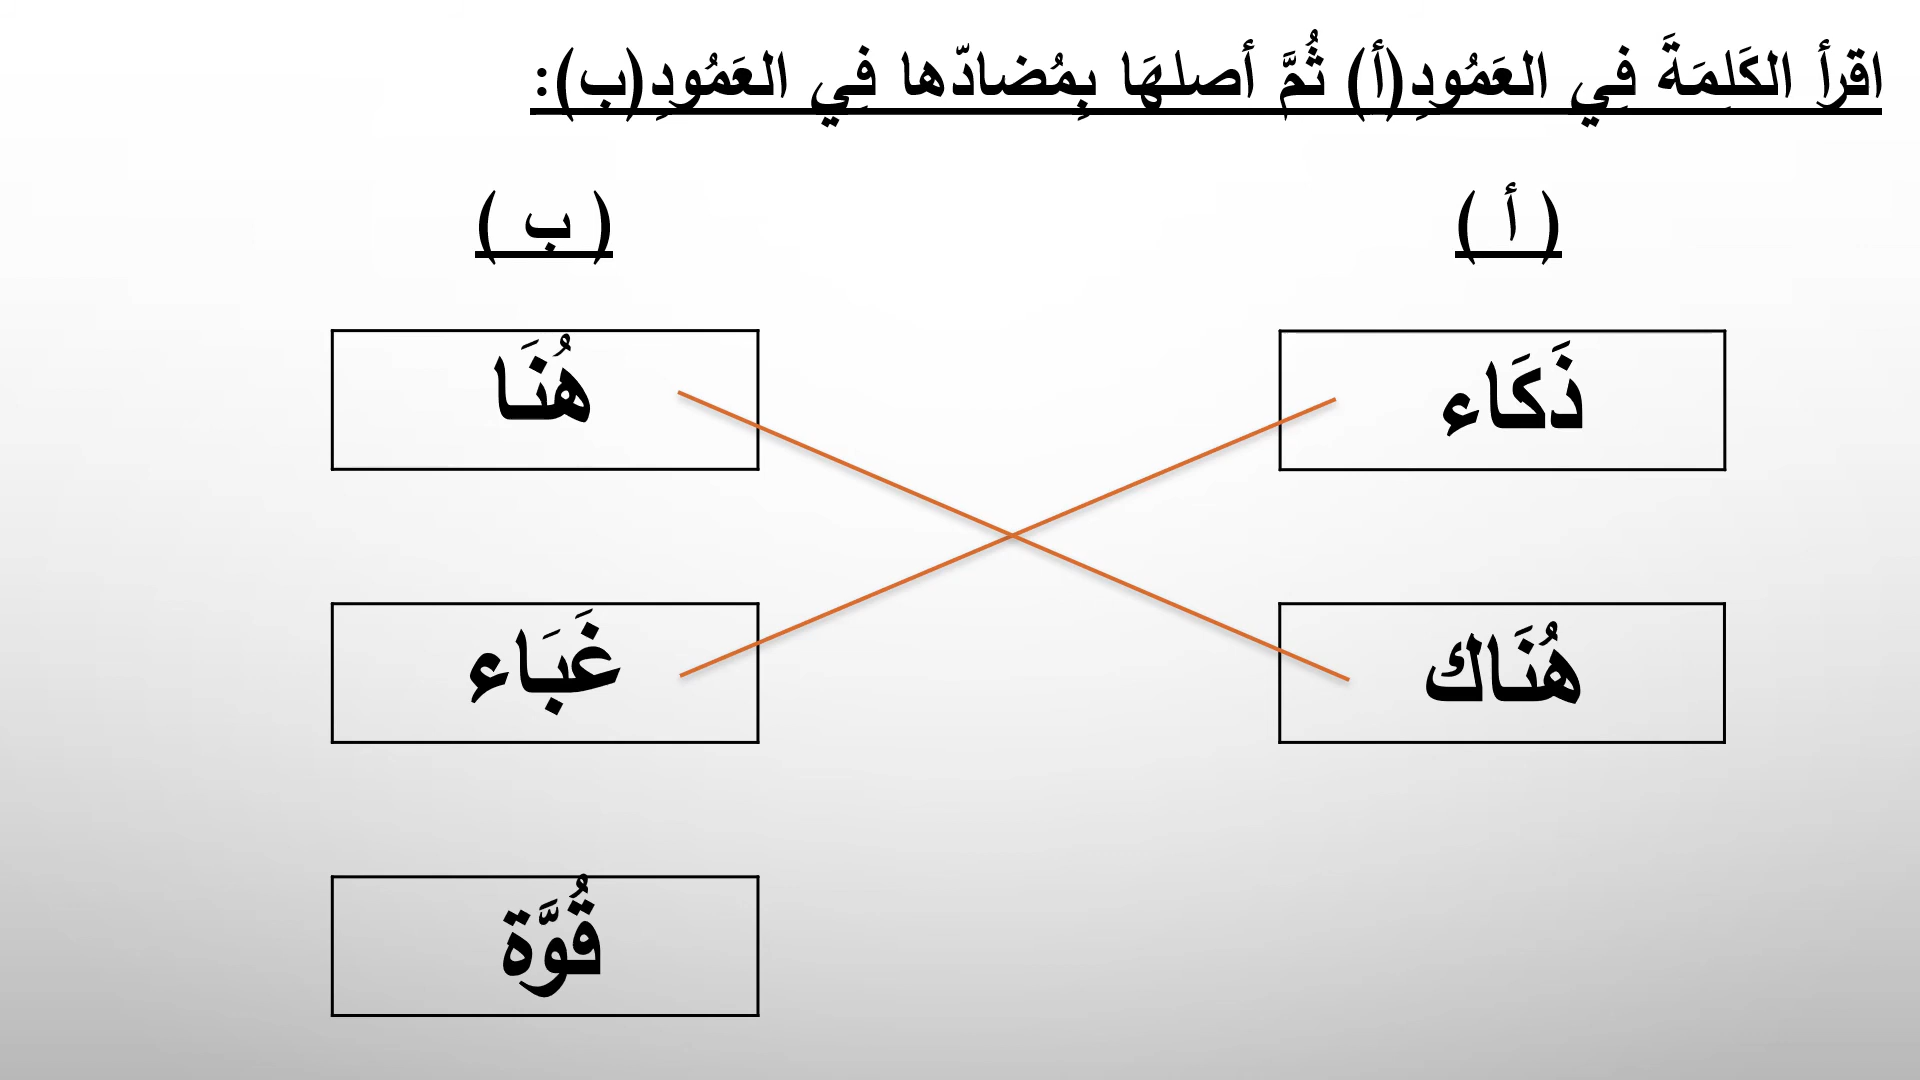 اقرأ الكَلِمَةَ فِي العَمُودِ(أ) ثُمَّ أصلهَا بِمُضادّها فِي العَمُودِ(ب):
( أ )
( ب )
ذَكَاء
هُنَا
هُنَاك
غَبَاء
قُوَّة